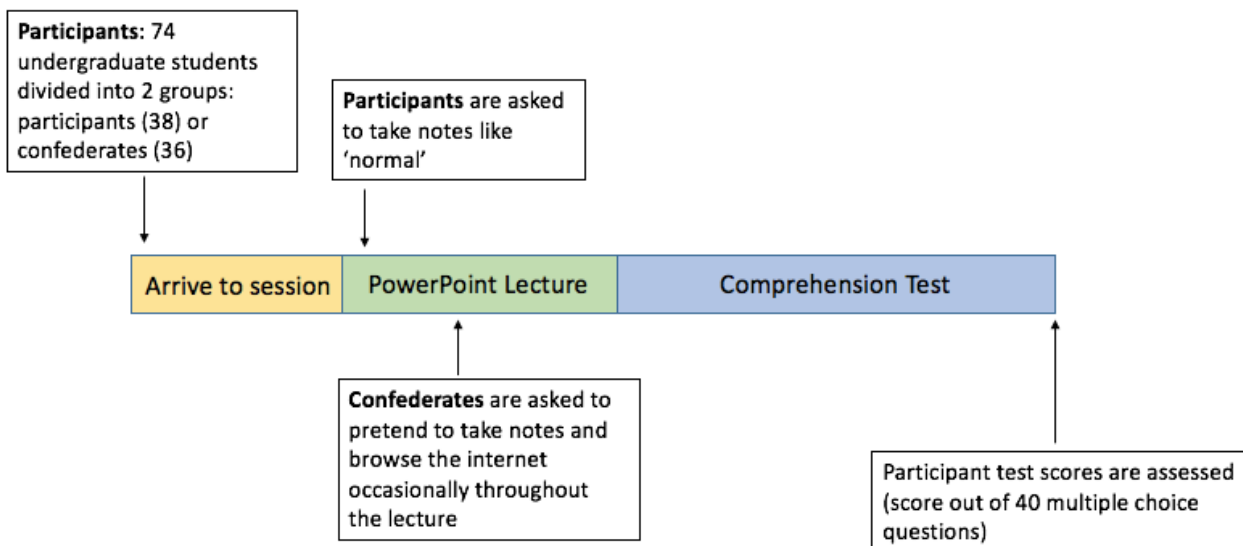 Participants: 74
undergraduate students
divided into 2 groups:
participants (38) or
confederates (36)
Participants are asked
to take notes like
‘normal’
Arrive to session
PowerPoint Lecture
Comprehension Test
Confederates are asked to
pretend to take notes and
browse the internet
occasionally throughout
the lecture
Participant test scores are assessed
(score out of 40 multiple choice
questions)